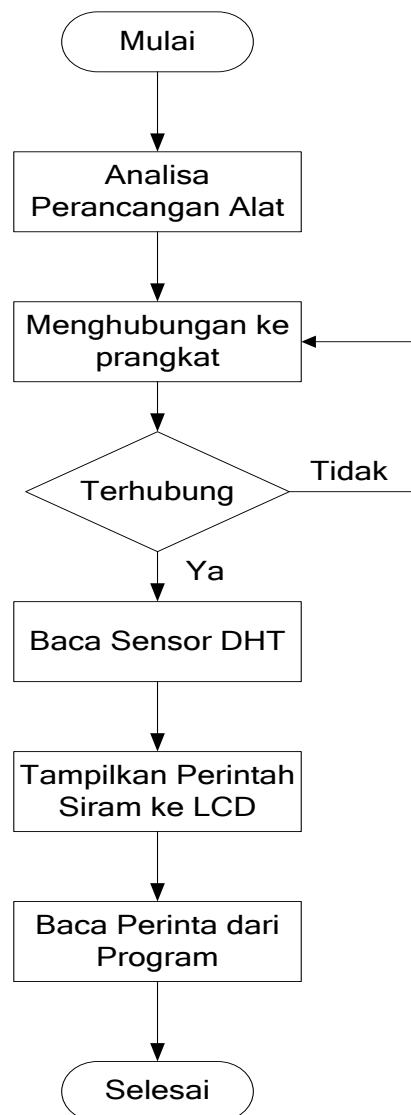 Mulai
Analisa
Perancangan Alat
Menghubungan ke
prangkat
Terhubung
Tidak
Ya
Baca Sensor DHT
Tampilkan Perintah
Siram ke LCD
Baca Perinta dari
Program
Selesai